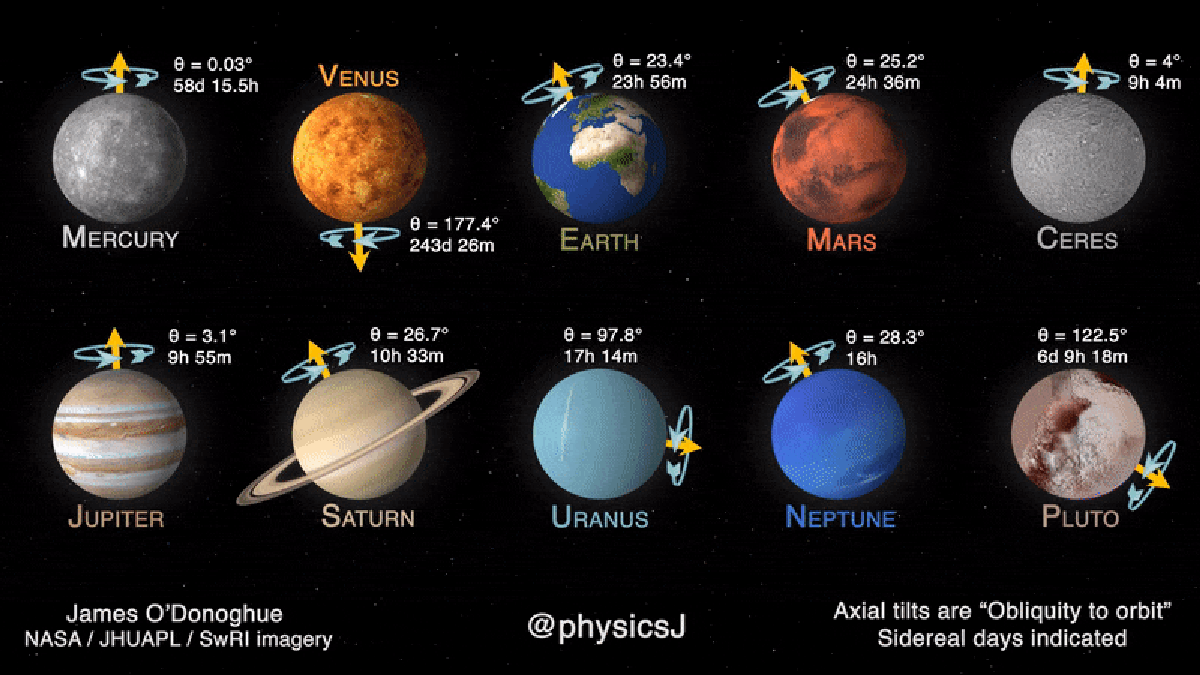 θ = 0.03°
58d 15.5h
MERCURY
VENUS
θ = 177.4°
243d 26m
θ = 23.4°
23h 56m
EARTH
θ = 25.2°
24h 36m
MARS
θ = 4°
9h 4m
CERES
θ = 3.1°
9h 55m
JUPITER
θ = 26.7°
10h 33m
SATURN
θ = 97.8°
17h 14m
URANUS
θ = 28.3°
16h
NEPTUNE
θ = 122.5°
6d 9h 18m
PLUTO
James O'Donoghue
NASA / JHUAPL / SwRI imagery
@physicsJ
Axial tilts are “Obliquity to orbit”
Sidereal days indicated